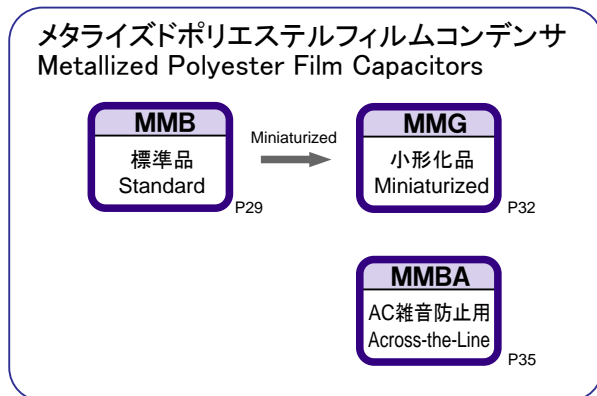 メタライズドポリエステルフィルムコンデンサ
Metallized Polyester Film Capacitors
MMB
標準品
Standard
P29
Miniaturized
MMG
小形化品
Miniaturized
P32
MMBA
AC雑音防止用
Across-the-Line
P35